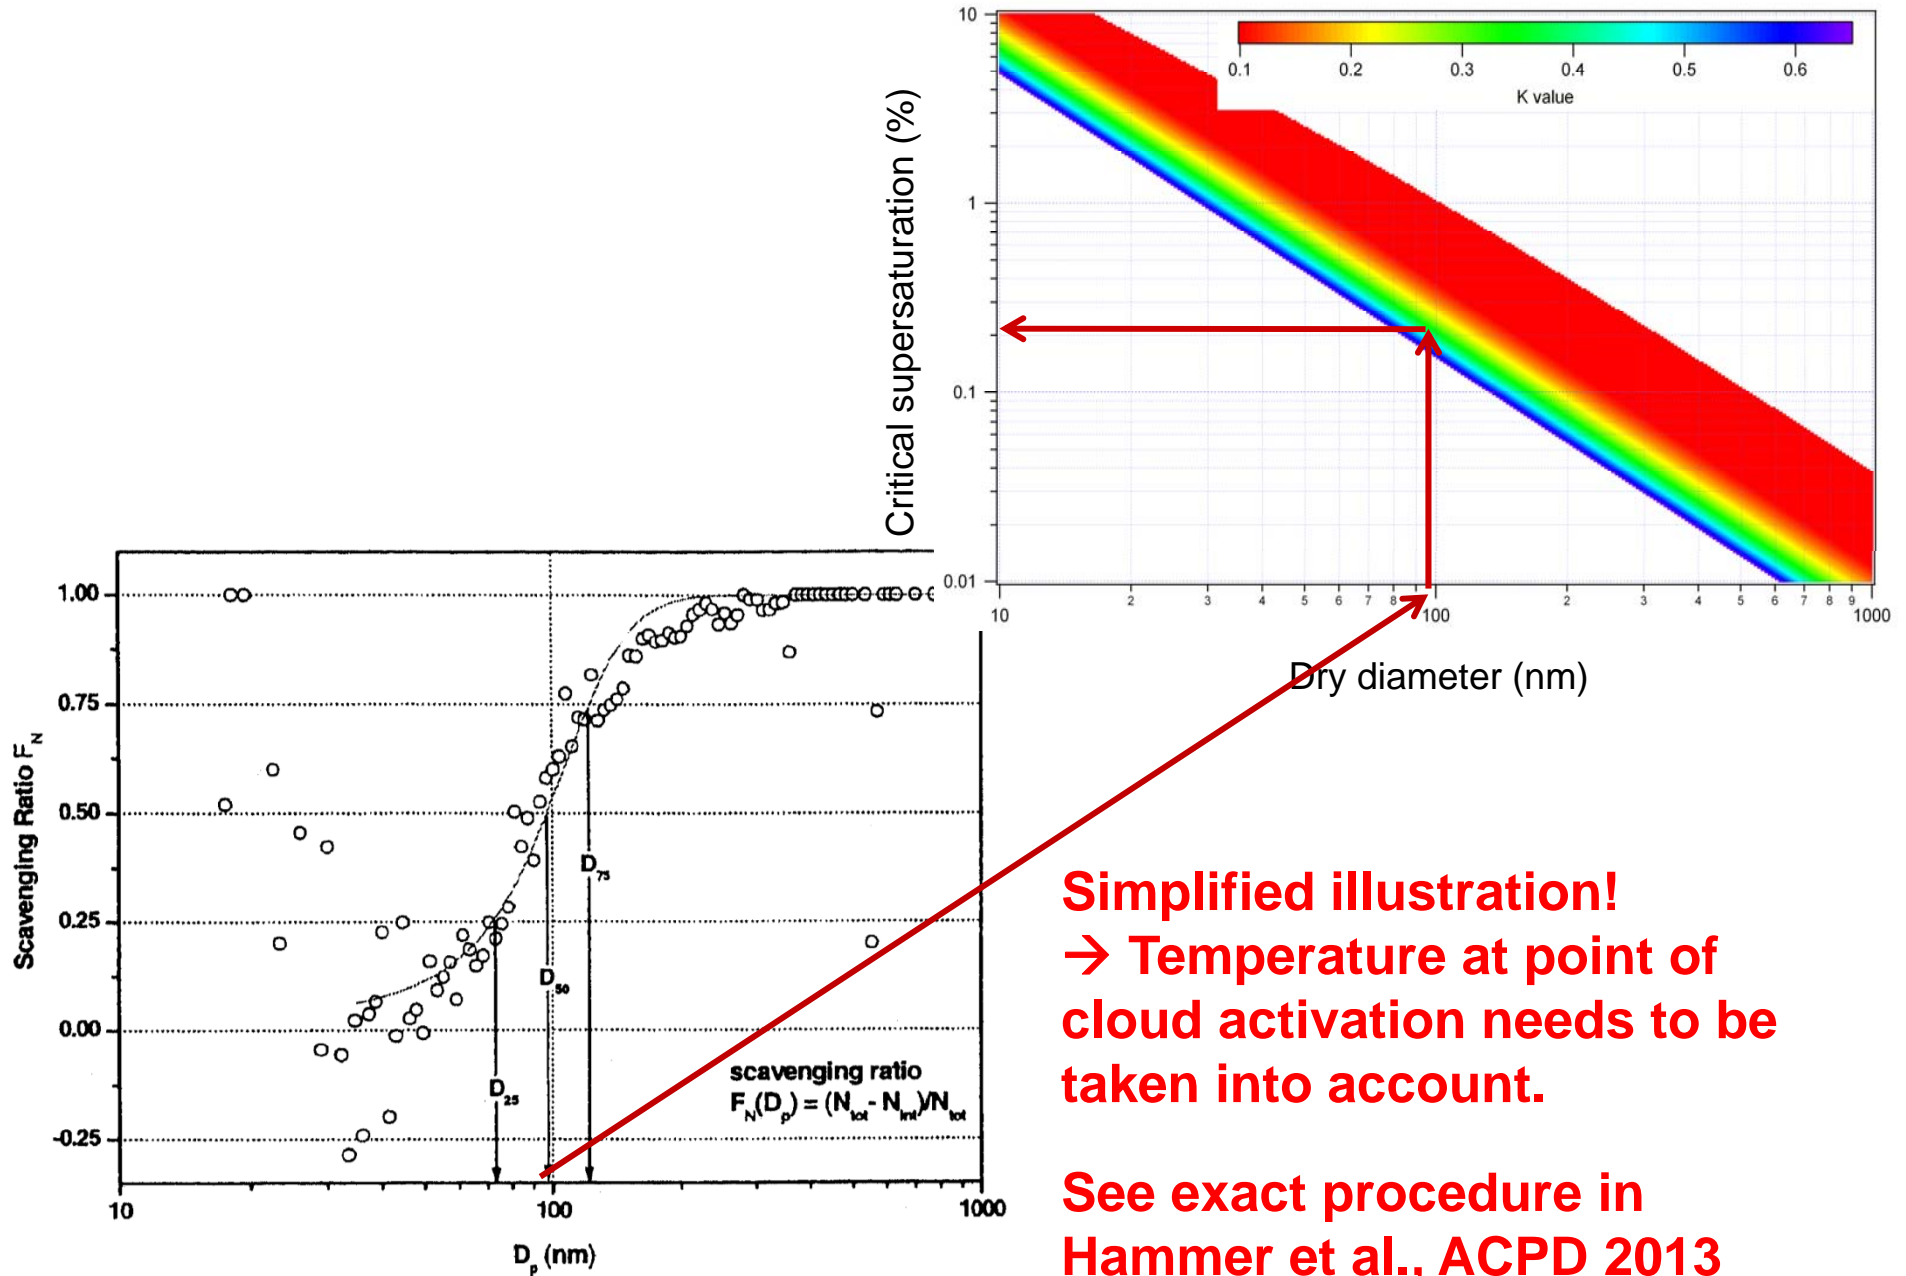 10
1
0.1
0.01
Critical supersaturation (%)
0.1 0.2 0.3 0.4 0.5 0.6
K value
10 2 3 4 5 6 7 8 100 2 3 4 5 6 7 8 9 1000
Dry diameter (nm)
1.00
0.75
0.50
0.25
0.00
-0.25
Scavenging Ratio F_N
D_75
D_50
D_25
scavenging ratio
F_N(D_p) = (N_tot - N_int)/N_tot
10 100 1000
D_p (nm)
Simplified illustration!
→ Temperature at point of
cloud activation needs to be
taken into account.
See exact procedure in
Hammer et al., ACPD 2013